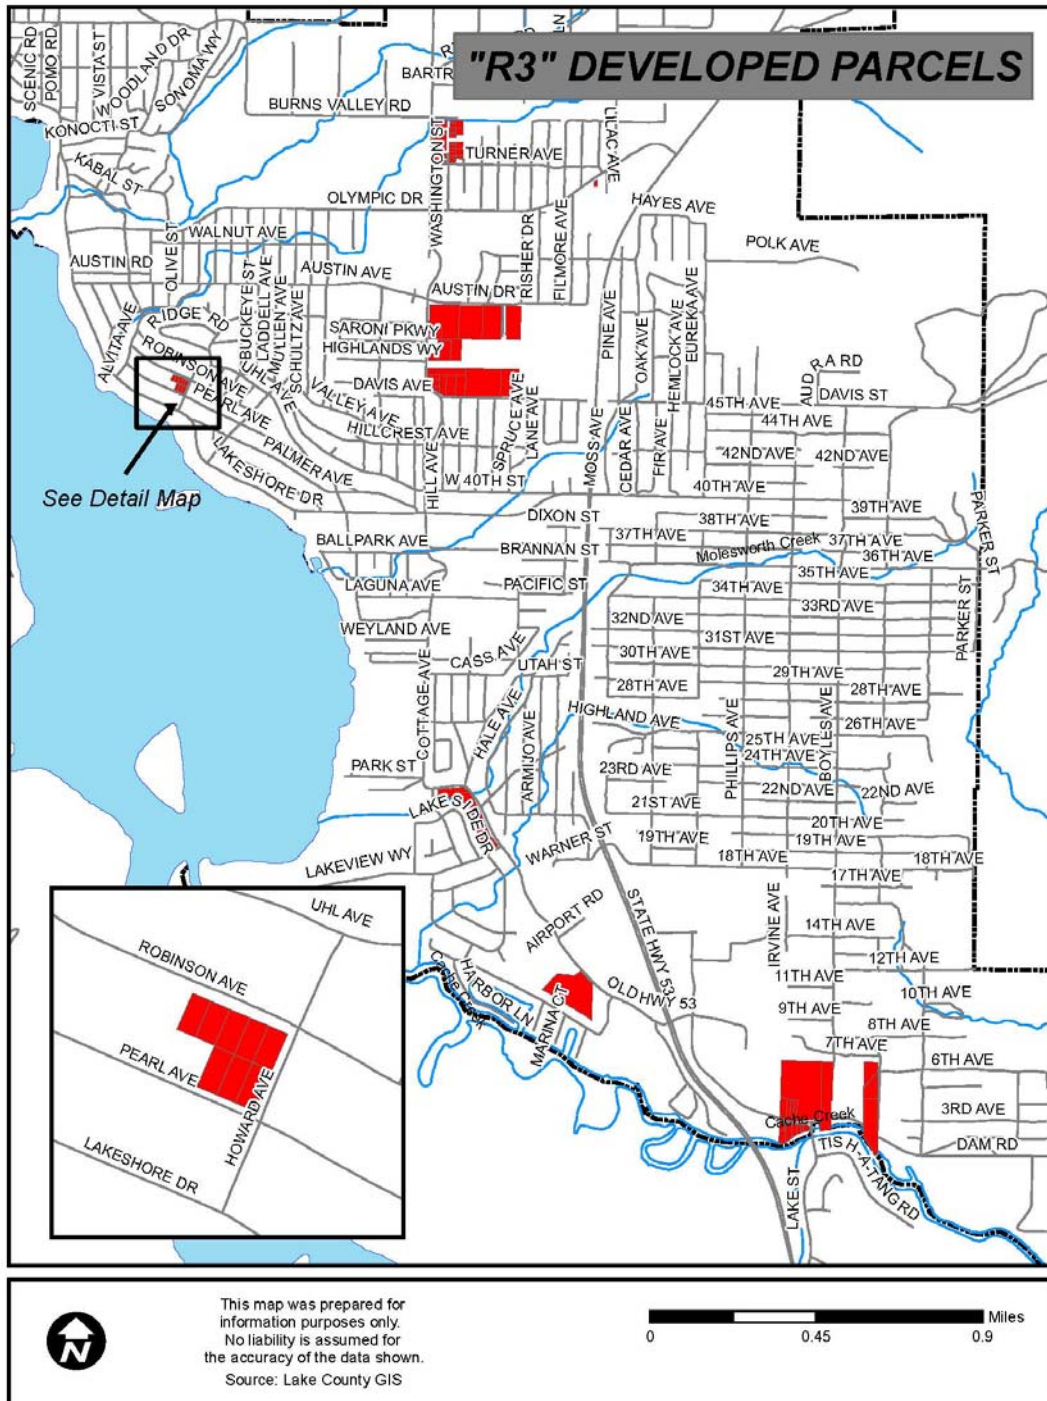 "R3" DEVELOPED PARCELS
SCENIC RD
POMO RD
VISTA ST
WOODLAND DR
SONOMA WY
BARTR
LN
BURNS VALLEY RD
KONOCTI ST
LILAC AVE
TURNER AVE
WASHINGTON ST
KABAL ST
OLYMPIC DR
HAYES AVE
WALNUT AVE
OLIVE ST
RISHER DR
FILMORE AVE
POLK AVE
AUSTIN RD
AUSTIN AVE
AUSTIN DR
BUCKEYE ST
LADDELL AVE
MULLEN AVE
SCHULTZ AVE
ALVITA AVE
RIDGE RD
SARONI PKWY
HIGHLANDS WY
PINE AVE
OAK AVE
HEMLOCK AVE
EUREKA AVE
ROBINSON AVE
UHL AVE
DAVIS AVE
VALLEY AVE
PEARL AVE
HILLCREST AVE
SPRUCE AVE
LANE AVE
AUDRA RD
DAVIS ST
45TH AVE
44TH AVE
MOSS AVE
CEDAR AVE
FIR AVE
42ND AVE
42ND AVE
PALMER AVE
LAKESHORE DR
HILL AVE
W 40TH ST
40TH AVE
See Detail Map
DIXON ST
39TH AVE
38TH AVE
PARKER ST
BALLPARK AVE
BRANNAN ST
37TH AVE
Molesworth Creek
37TH AVE
36TH AVE
LAGUNA AVE
PACIFIC ST
35TH AVE
34TH AVE
33RD AVE
PARKER ST
32ND AVE
WEYLAND AVE
31ST AVE
30TH AVE
CASS AVE
UTAH ST
29TH AVE
28TH AVE
28TH AVE
COTTAGE AVE
HALE AVE
ARMIJO AVE
HIGHLAND AVE
PHILLIPS AVE
BOYLES AVE
26TH AVE
25TH AVE
24TH AVE
PARK ST
23RD AVE
22ND AVE
22ND AVE
21ST AVE
LAKESIDE DR
20TH AVE
19TH AVE
19TH AVE
WARNER ST
18TH AVE
18TH AVE
LAKEVIEW WY
17TH AVE
STATE HWY 53
IRVINE AVE
AIRPORT RD
14TH AVE
12TH AVE
11TH AVE
10TH AVE
Cache Creek
HARBOR LN
MARINA CT
OLD HWY 53
9TH AVE
8TH AVE
7TH AVE
6TH AVE
3RD AVE
Cache Creek
DAM RD
TISH-A-TANG RD
LAKE ST
UHL AVE
ROBINSON AVE
PEARL AVE
HOWARD AVE
LAKESHORE DR
N
This map was prepared for
information purposes only.
No liability is assumed for
the accuracy of the data shown.
Source: Lake County GIS
Miles
0 0.45 0.9